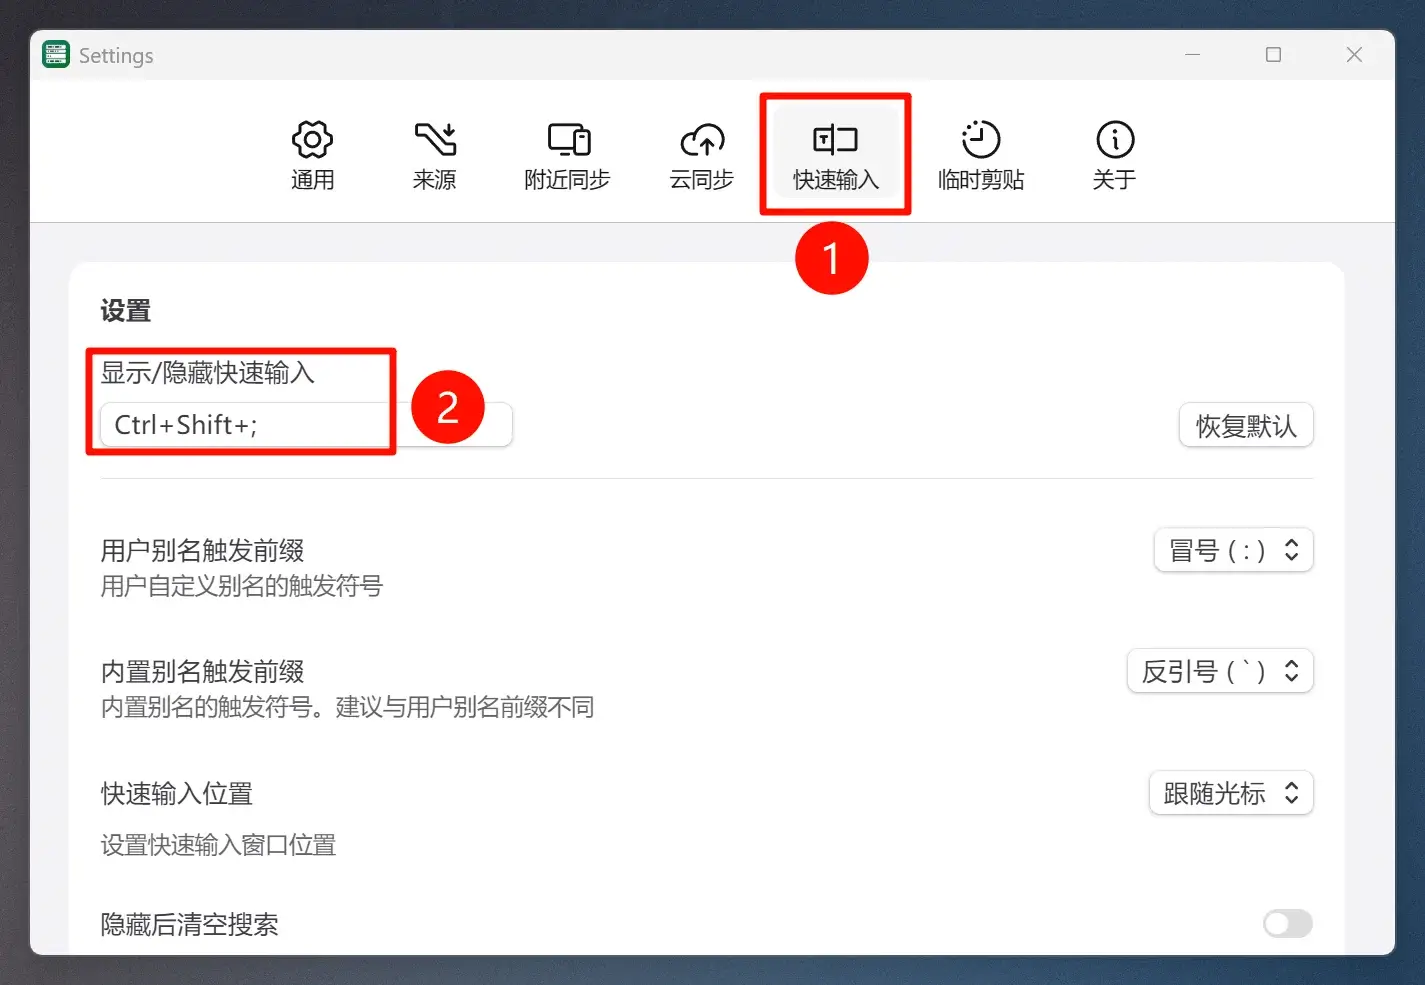 Settings
通用
来源
附近同步
云同步
快速输入
临时剪贴
关于
1
设置
显示/隐藏快速输入
Ctrl+Shift+;
2
恢复默认
用户别名触发前缀
冒号 ( : )
用户自定义别名的触发符号
内置别名触发前缀
反引号 ( ` )
内置别名的触发符号。建议与用户别名前缀不同
快速输入位置
跟随光标
设置快速输入窗口位置
隐藏后清空搜索